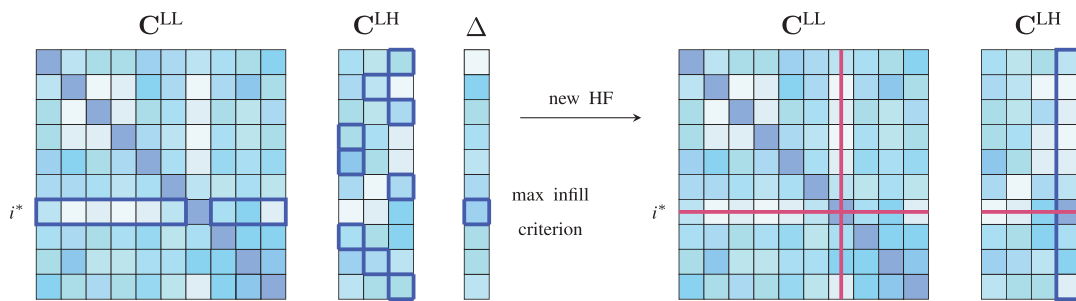 C^LL
C^LH
Δ
C^LL
C^LH
new HF
max infill
criterion
i*
i*